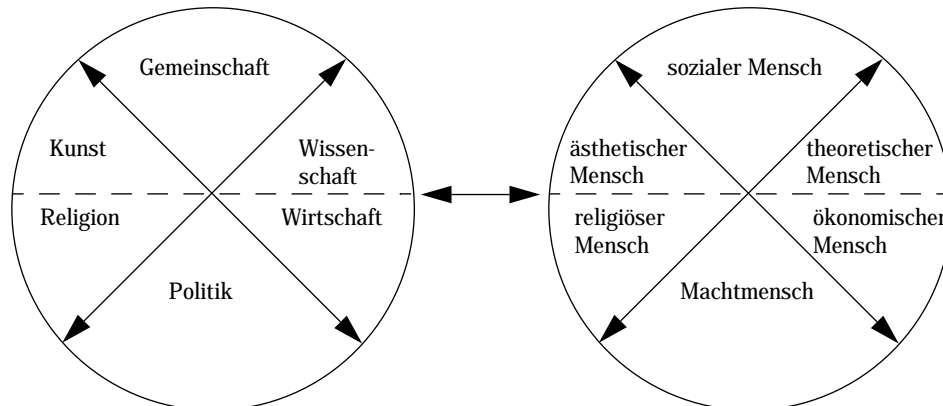 Gemeinschaft
Kunst
Wissen-
schaft
Religion
Wirtschaft
Politik
sozialer Mensch
ästhetischer
Mensch
theoretischer
Mensch
religiöser
Mensch
ökonomischer
Mensch
Machtmensch